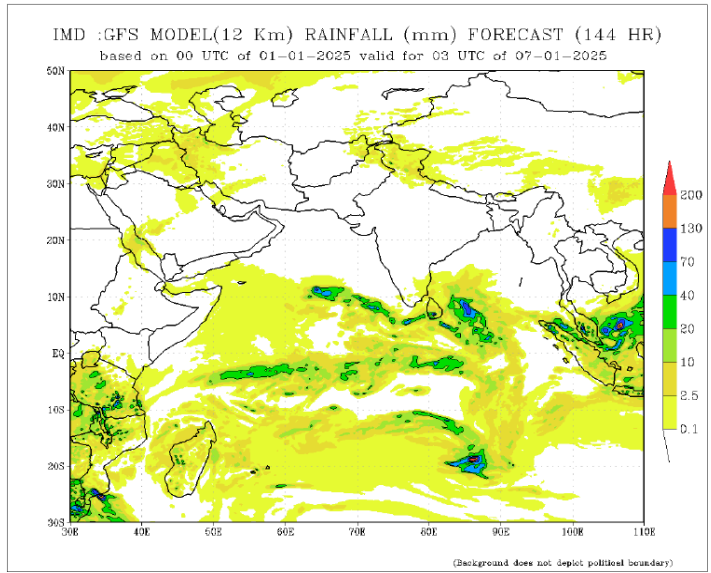 IMD :GFS MODEL(12 Km) RAINFALL (mm) FORECAST (144 HR)
based on 00 UTC of 01-01-2025 valid for 03 UTC of 07-01-2025
50N
40N
30N
20N
10N
EQ
10S
20S
30S
30E 40E 50E 60E 70E 80E 90E 100E 110E
200
130
70
40
20
10
2.5
0.1
(Background does not depict political boundary)